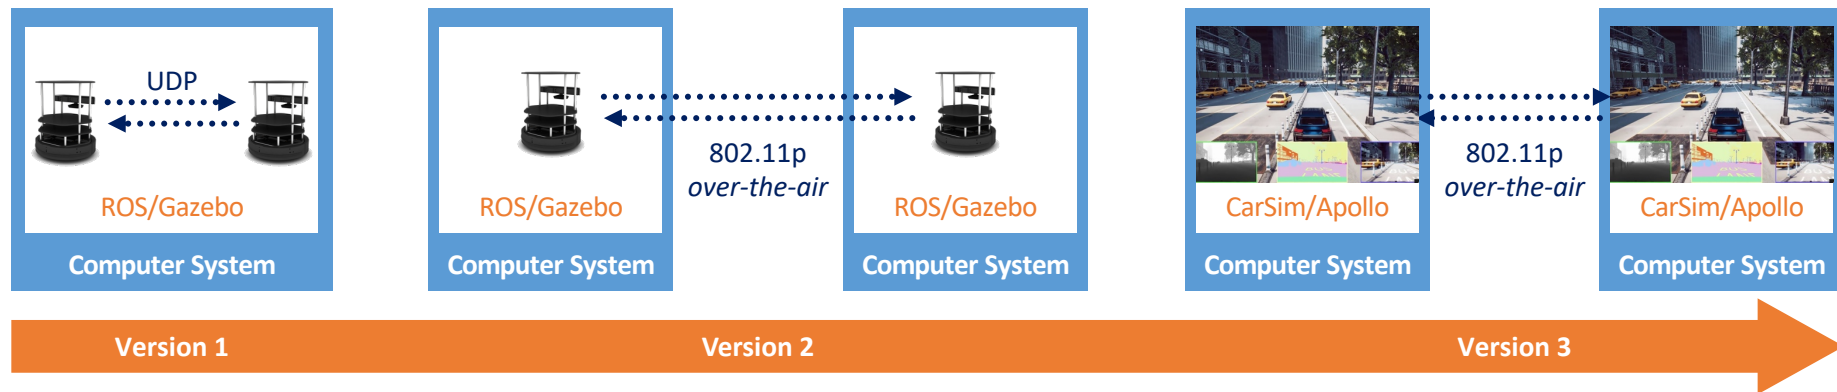 UDP
ROS/Gazebo
Computer System
ROS/Gazebo
Computer System
802.11p
over-the-air
ROS/Gazebo
Computer System
CarSim/Apollo
Computer System
802.11p
over-the-air
CarSim/Apollo
Computer System
Version 1
Version 2
Version 3